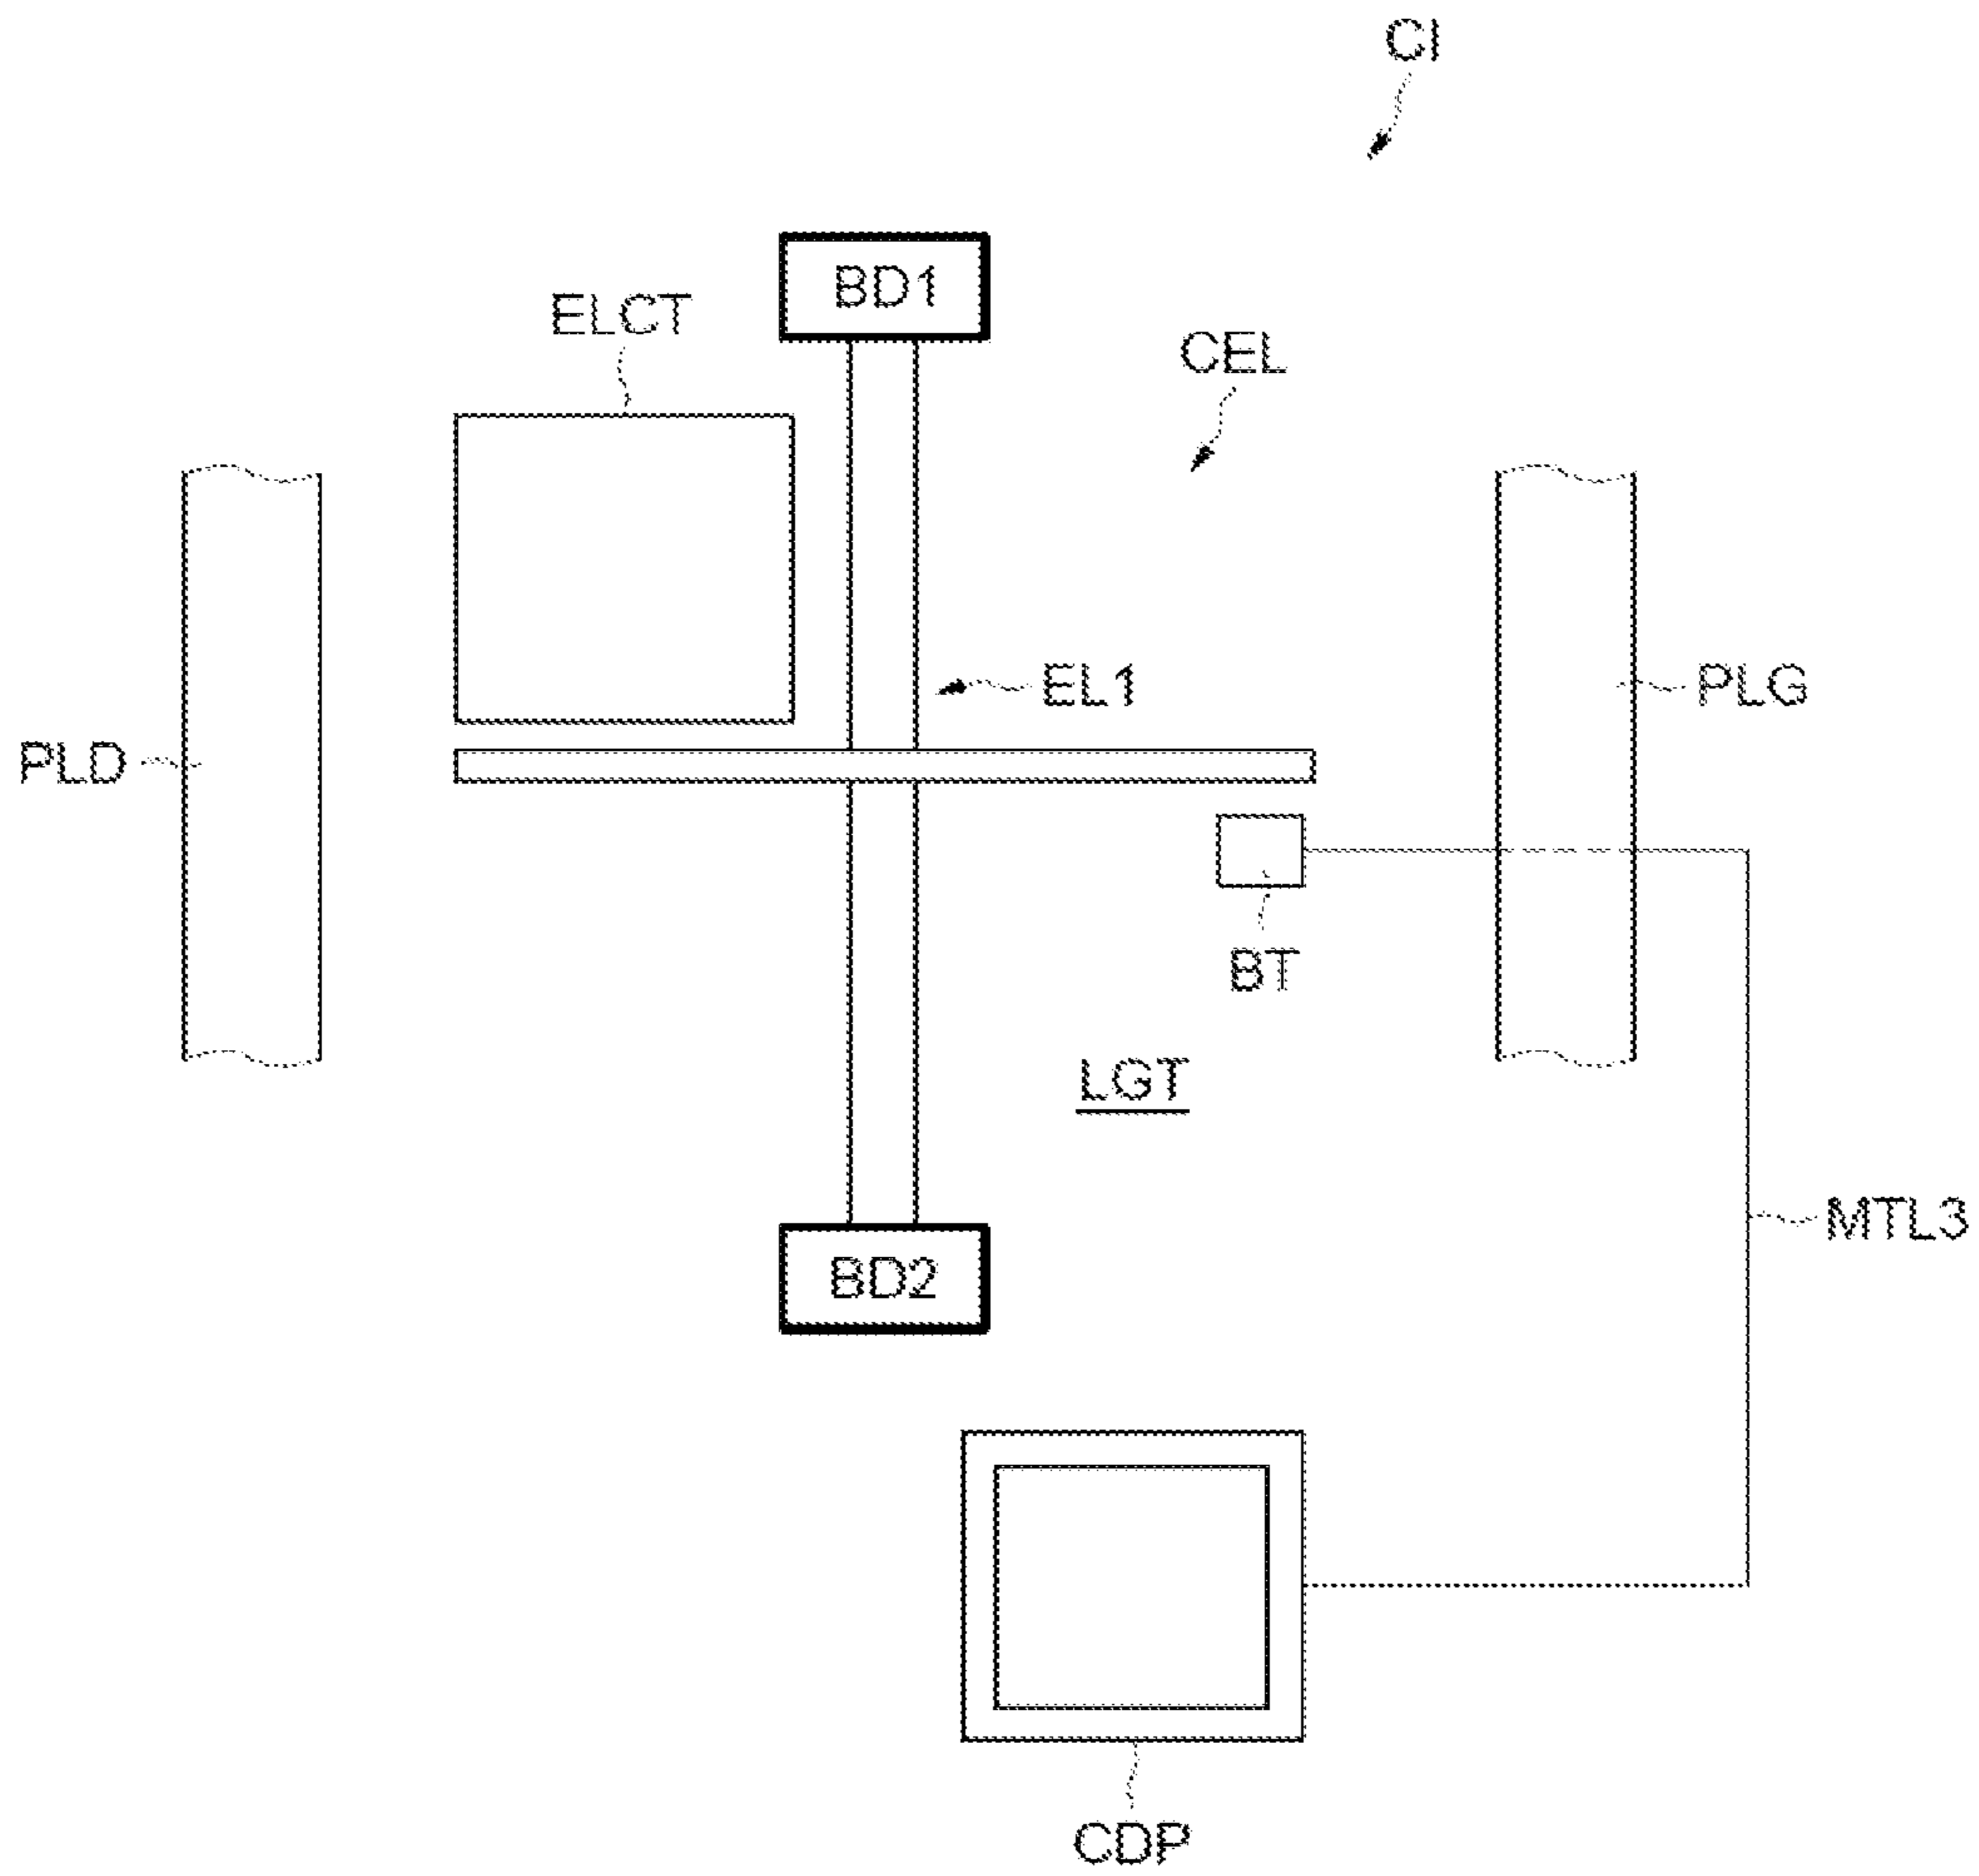 CI
BD1
ELCT
CEL
EL1
PLG
PLD
BT
LGT
MTL3
BD2
CDP